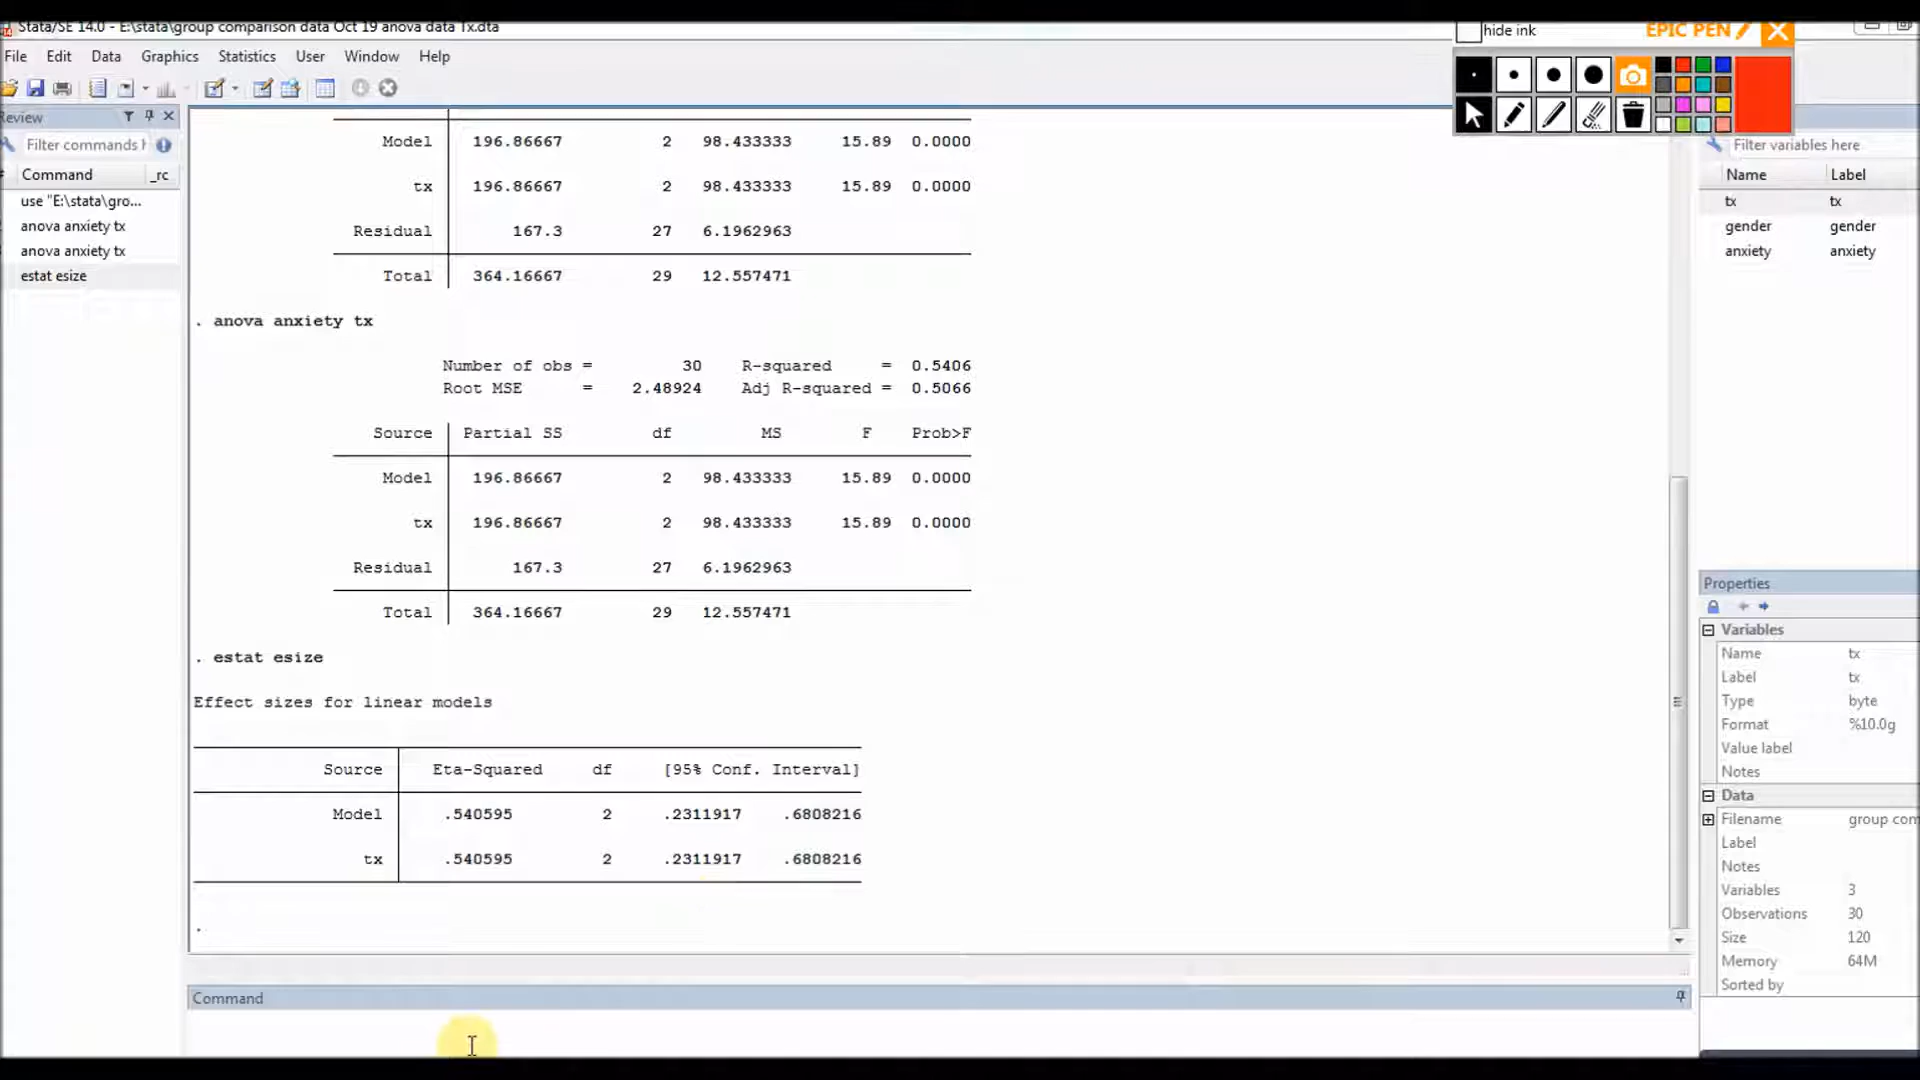 Stata/SE 14.0 - E:\stata\group comparison data Oct 19 anova data Tx.dta
hide ink
EPIC PEN
File Edit Data Graphics Statistics User Window Help
Review
Filter commands h
Command _rc
use "E:\stata\gro...
anova anxiety tx
anova anxiety tx
estat esize
Model 196.86667 2 98.433333 15.89 0.0000
tx 196.86667 2 98.433333 15.89 0.0000
Residual 167.3 27 6.1962963
Total 364.16667 29 12.557471
. anova anxiety tx
Number of obs = 30 R-squared = 0.5406
Root MSE = 2.48924 Adj R-squared = 0.5066
Source Partial SS df MS F Prob>F
Model 196.86667 2 98.433333 15.89 0.0000
tx 196.86667 2 98.433333 15.89 0.0000
Residual 167.3 27 6.1962963
Total 364.16667 29 12.557471
. estat esize
Effect sizes for linear models
Source Eta-Squared df [95% Conf. Interval]
Model .540595 2 .2311917 .6808216
tx .540595 2 .2311917 .6808216
.
Command
Filter variables here
Name Label
tx tx
gender gender
anxiety anxiety
Properties
Variables
Name tx
Label tx
Type byte
Format %10.0g
Value label
Notes
Data
Filename group com
Label
Notes
Variables 3
Observations 30
Size 120
Memory 64M
Sorted by